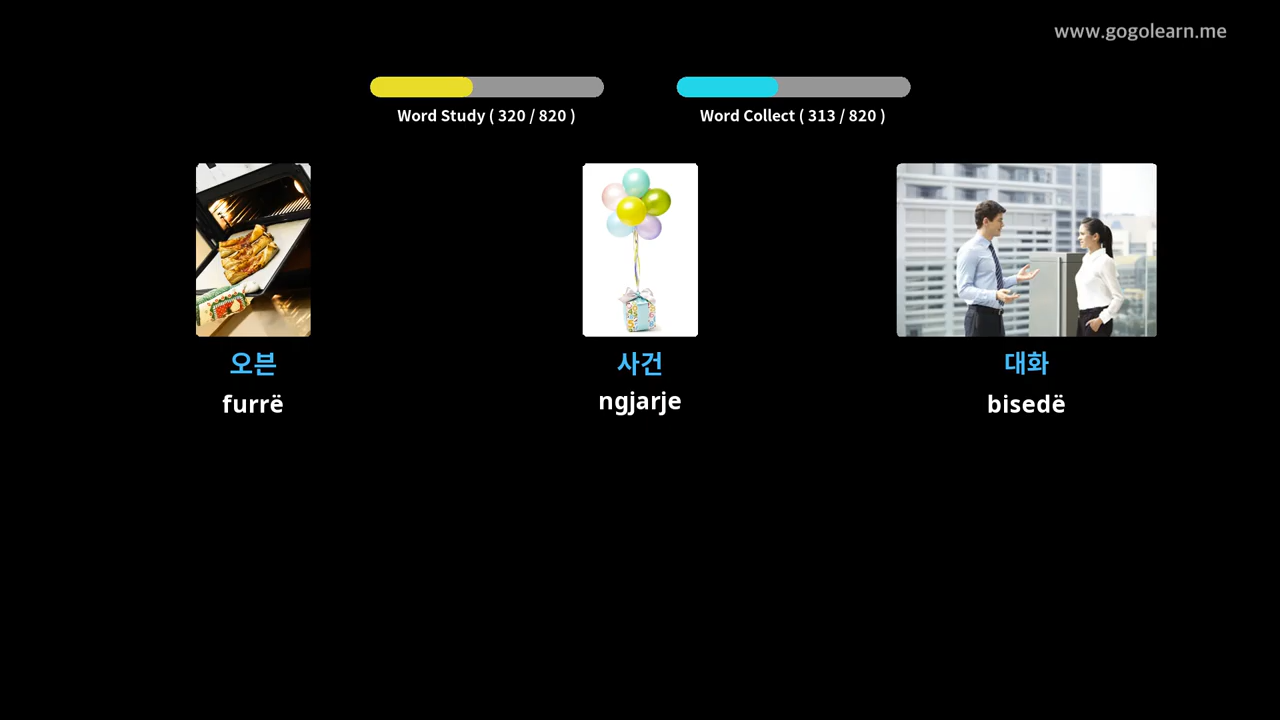 www.gogolearn.me
Word Study ( 320 / 820 )
Word Collect ( 313 / 820 )
오븐
사건
대화
furrë
ngjarje
bisedë